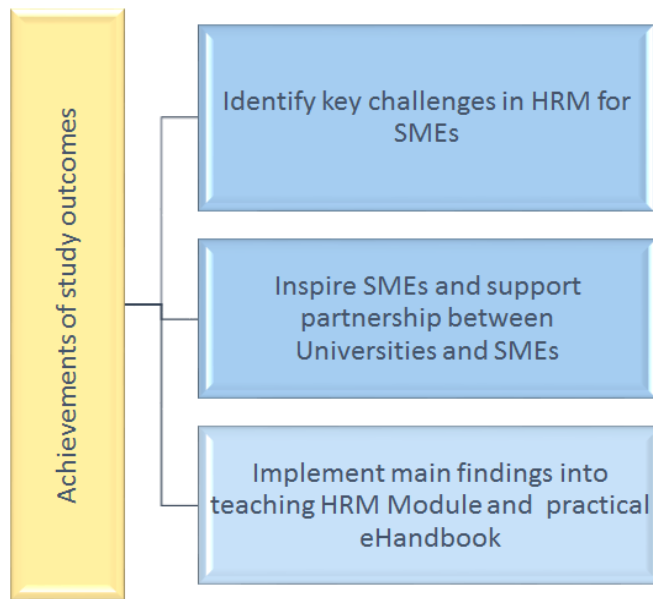 Achievements of study outcomes
Identify key challenges in HRM for
SMEs
Inspire SMEs and support
partnership between
Universities and SMEs
Implement main findings into
teaching HRM Module and  practical
eHandbook